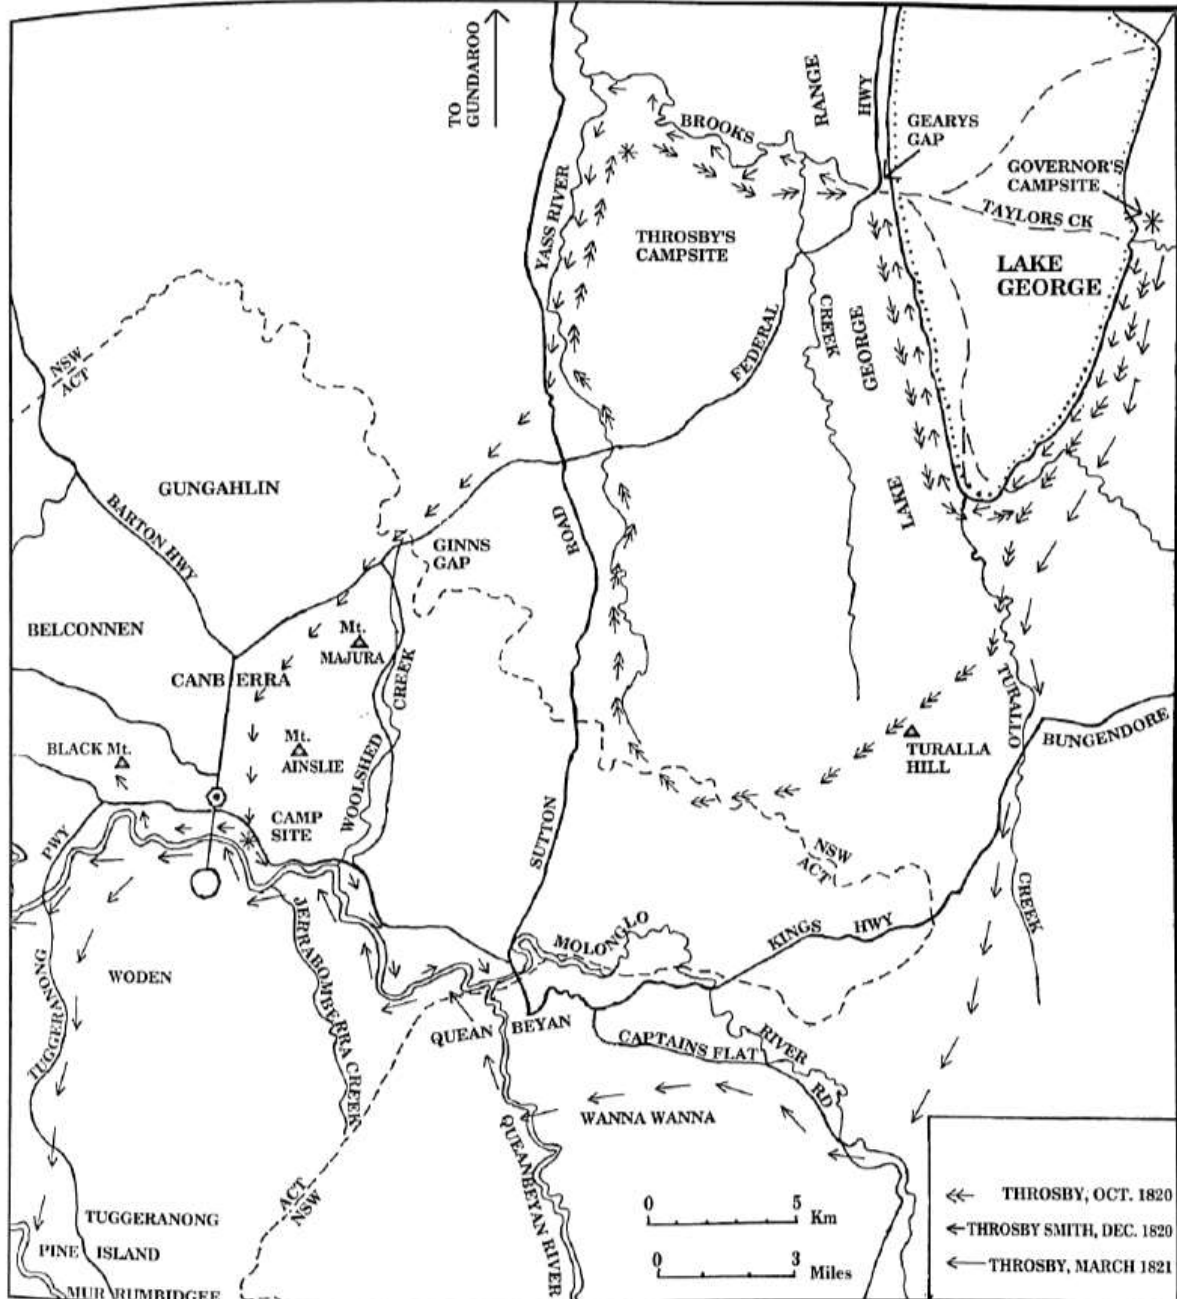 TO
GUNDAROO
BROOKS
RANGE
HWY
GEARYS
GAP
GOVERNOR'S
CAMPSITE
TAYLORS CK
YASS RIVER
THROSBY'S
CAMPSITE
LAKE
GEORGE
FEDERAL
CREEK
GEORGE
LAKE
NSW
ACT
GUNGAHLIN
BARTON HWY
GINNS
GAP
ROAD
BELCONNEN
Mt.
MAJURA
CANBERRA
CREEK
TURALLO
BUNGENDORE
BLACK Mt.
Mt.
AINSLIE
TURALLA
HILL
WOOLSHED
CAMP
SITE
PWY
SUTTON
NSW
ACT
CREEK
JERRABOMBERRA CREEK
MOLONGLO
KINGS HWY
WODEN
TUGGERANONG
QUEAN BEYAN
CAPTAINS FLAT
RIVER
RD
WANNA WANNA
QUEANBEYAN RIVER
ACT
NSW
TUGGERANONG
PINE ISLAND
MUR RUMBIDGEE
0 5
Km
0 3
Miles
THROSBY, OCT. 1820
THROSBY SMITH, DEC. 1820
THROSBY, MARCH 1821